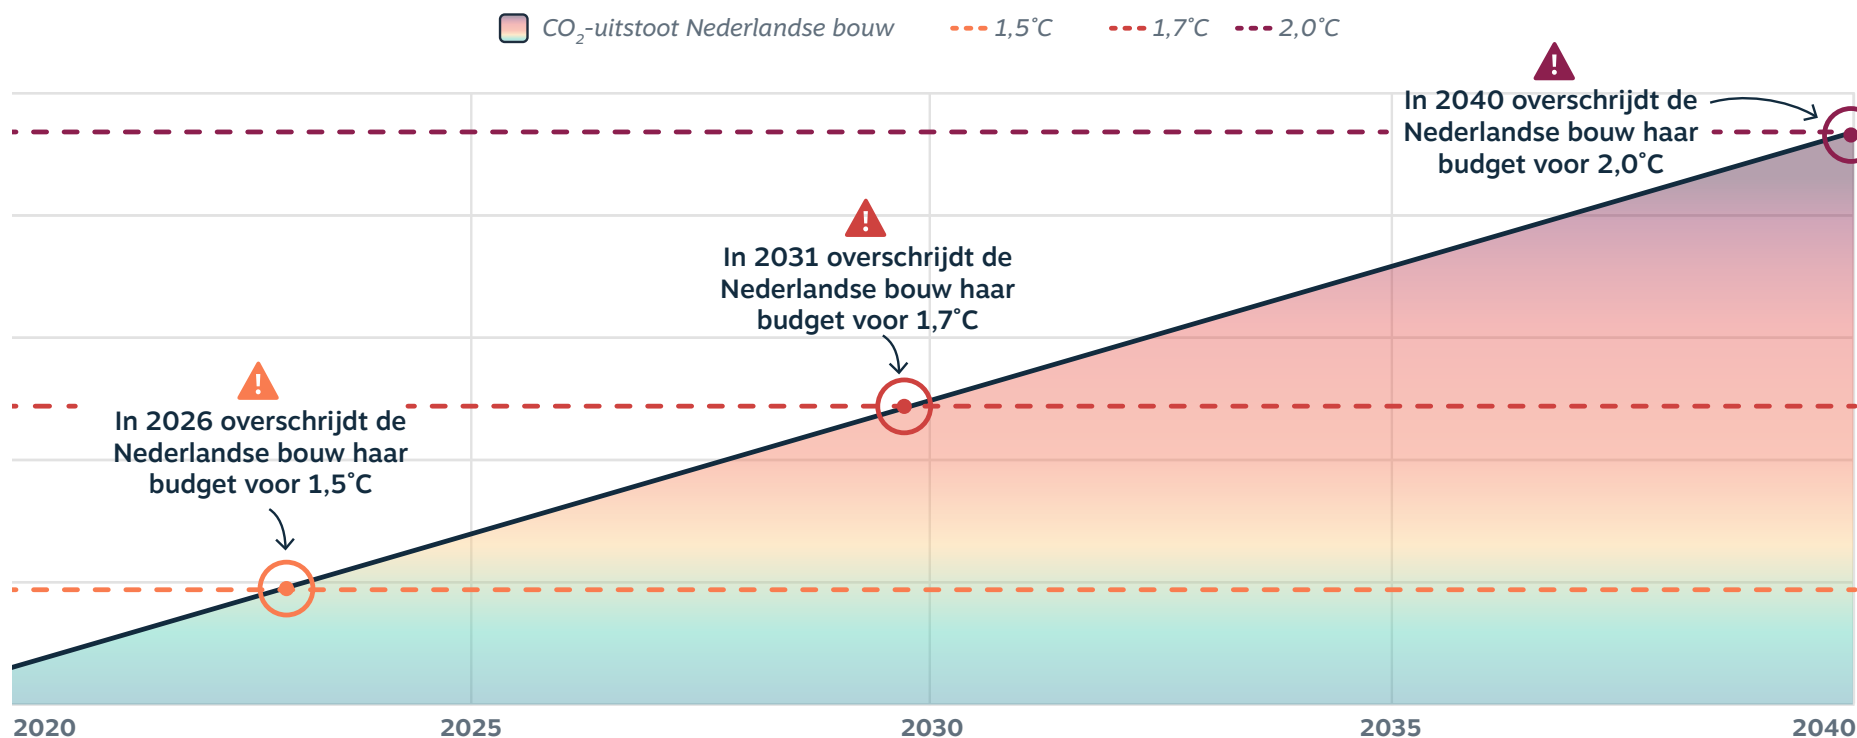 CO₂-uitstoot Nederlandse bouw 1,5°C 1,7°C 2,0°C
In 2040 overschrijdt de
Nederlandse bouw haar
budget voor 2,0°C
In 2031 overschrijdt de
Nederlandse bouw haar
budget voor 1,7°C
In 2026 overschrijdt de
Nederlandse bouw haar
budget voor 1,5°C
2020 2025 2030 2035 2040